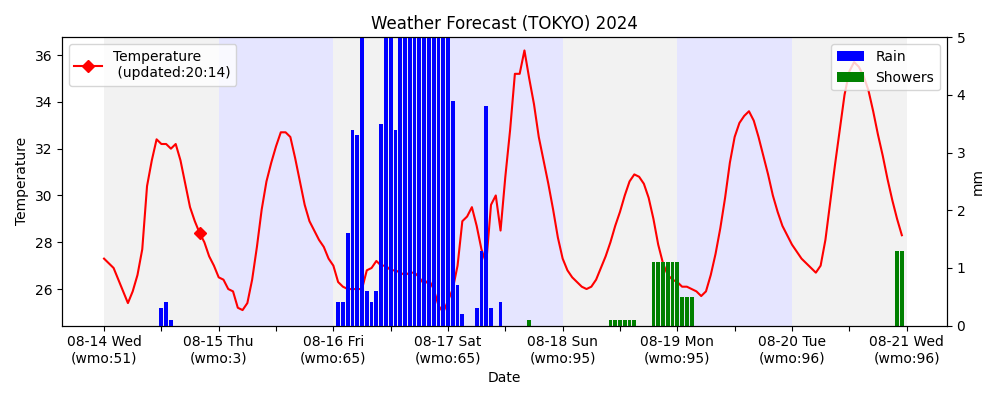 Weather Forecast (TOKYO) 2024
Temperature
(updated:20:14)
Rain
Showers
36
34
32
30
28
26
Temperature
5
4
3
2
1
0
mm
08-14 Wed
(wmo:51)
08-15 Thu
(wmo:3)
08-16 Fri
(wmo:65)
08-17 Sat
(wmo:65)
08-18 Sun
(wmo:95)
08-19 Mon
(wmo:95)
08-20 Tue
(wmo:96)
08-21 Wed
(wmo:96)
Date